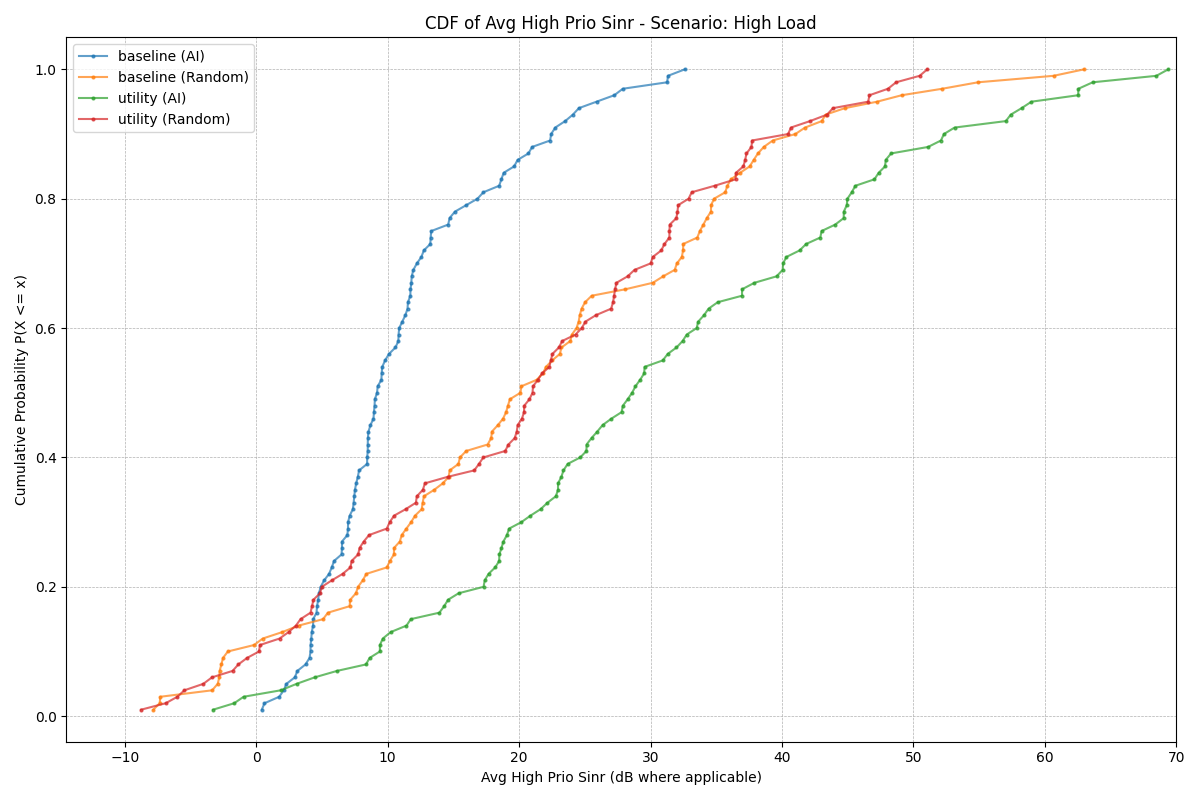 CDF of Avg High Prio Sinr - Scenario: High Load
baseline (AI)
baseline (Random)
utility (AI)
utility (Random)
1.0
0.8
0.6
0.4
0.2
0.0
Cumulative Probability P(X <= x)
−10
0
10
20
30
40
50
60
70
Avg High Prio Sinr (dB where applicable)